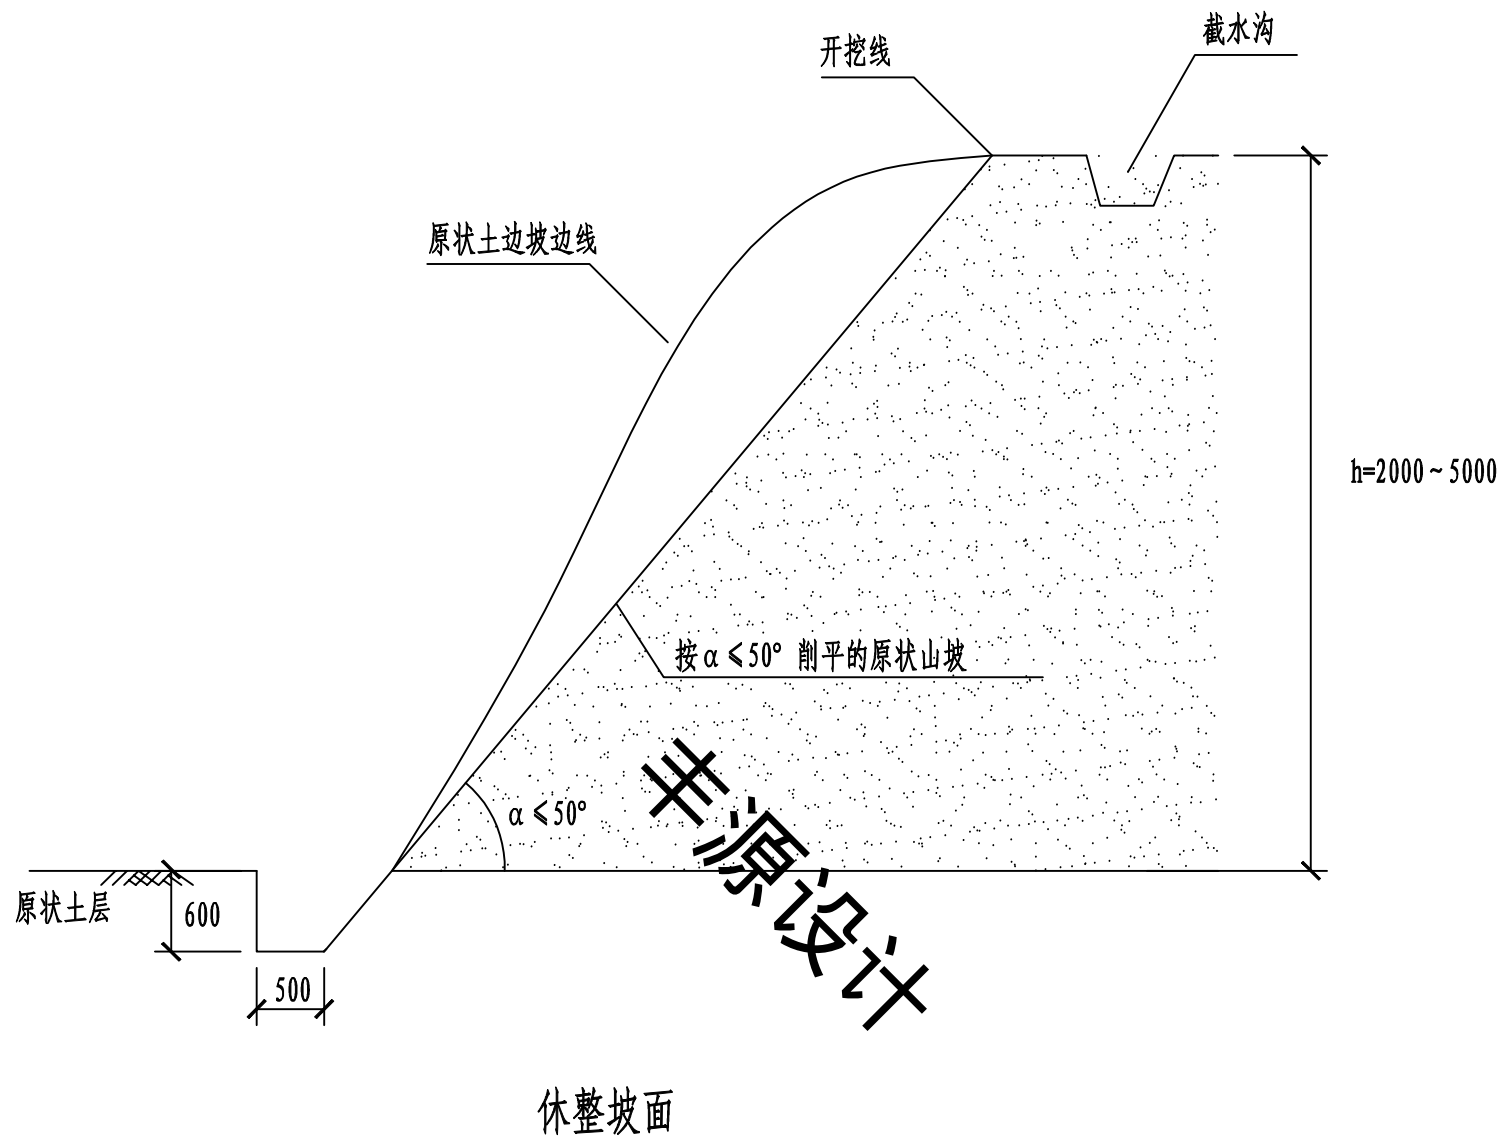 截水沟
开挖线
原状土边坡边线
h=2000～5000
按α≤50° 削平的原状山坡
α≤50°
丰源设计
原状土层
600
500
休整坡面